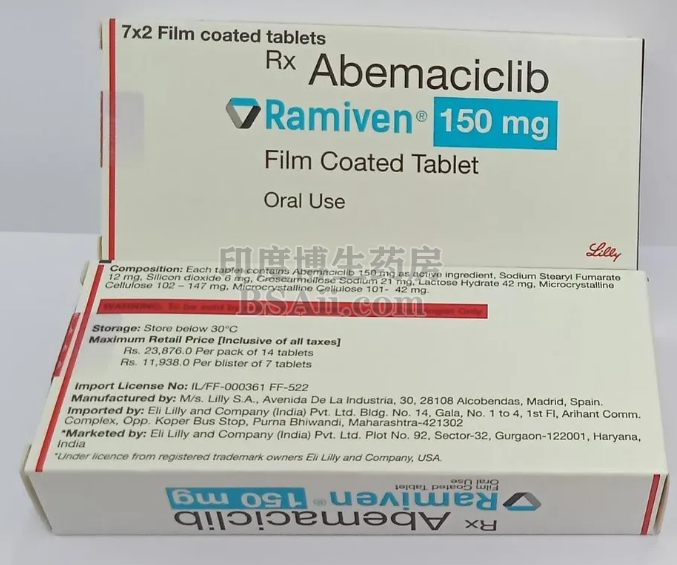 7x2 Film coated tablets
Rx Abemaciclib
Ramiven® 150 mg
Film Coated Tablet
Oral Use
Lilly
印度博生药房
BSAii.com
Composition: Each tablet contains Abemaciclib 150 mg as active ingredient, Sodium Stearyl Fumarate
12 mg, Silicon dioxide 6 mg, Croscarmellose Sodium 21 mg, Lactose Hydrate 42 mg, Microcrystalline
Cellulose 102 – 147 mg, Microcrystalline Cellulose 101- 42 mg.
WARNING: To be sold by Only
Storage: Store below 30°C
Maximum Retail Price [Inclusive of all taxes]
Rs. 23,876.0 Per pack of 14 tablets
Rs. 11,938.0 Per blister of 7 tablets
Import License No: IL/FF-000361 FF-522
Manufactured by: M/s. Lilly S.A., Avenida De La Industria, 30, 28108 Alcobendas, Madrid, Spain.
Imported by: Eli Lilly and Company (India) Pvt. Ltd. Bldg. No. 14, Gala, No. 1 to 4, 1st Fl, Arihant Comm.
Complex, Opp. Koper Bus Stop, Purna Bhiwandi, Maharashtra-421302
*Marketed by: Eli Lilly and Company (India) Pvt. Ltd. Plot No. 92, Sector-32, Gurgaon-122001, Haryana,
India
*Under licence from registered trademark owners Eli Lilly and Company, USA.
Rx Abemaciclib
Ramiven® 150 mg
Film Coated Tablet
Oral Use